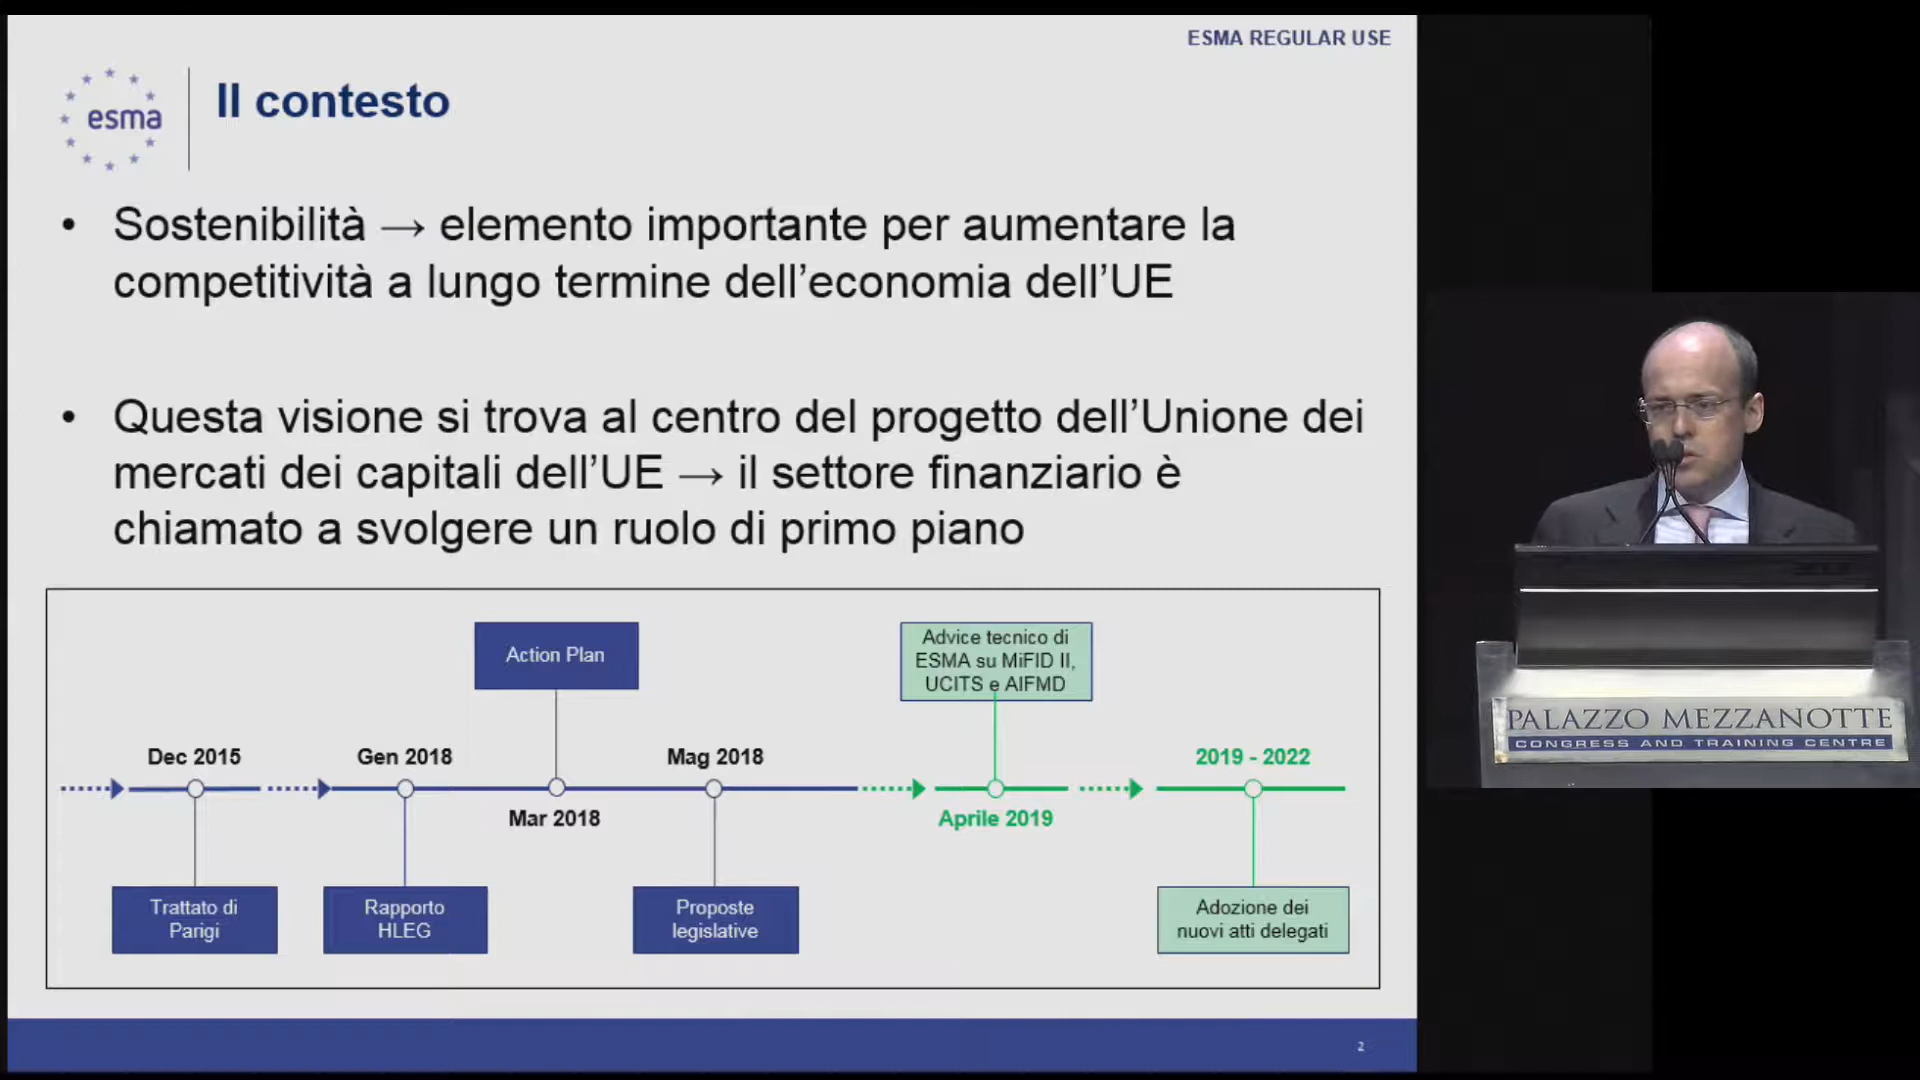 ESMA REGULAR USE
esma
Il contesto
• Sostenibilità → elemento importante per aumentare la
competitività a lungo termine dell’economia dell’UE
• Questa visione si trova al centro del progetto dell’Unione dei
mercati dei capitali dell’UE → il settore finanziario è
chiamato a svolgere un ruolo di primo piano
Action Plan
Advice tecnico di
ESMA su MiFID II,
UCITS e AIFMD
Dec 2015
Gen 2018
Mag 2018
2019 - 2022
Mar 2018
Aprile 2019
Trattato di
Parigi
Rapporto
HLEG
Proposte
legislative
Adozione dei
nuovi atti delegati
2
PALAZZO MEZZANOTTE
CONGRESS AND TRAINING CENTRE